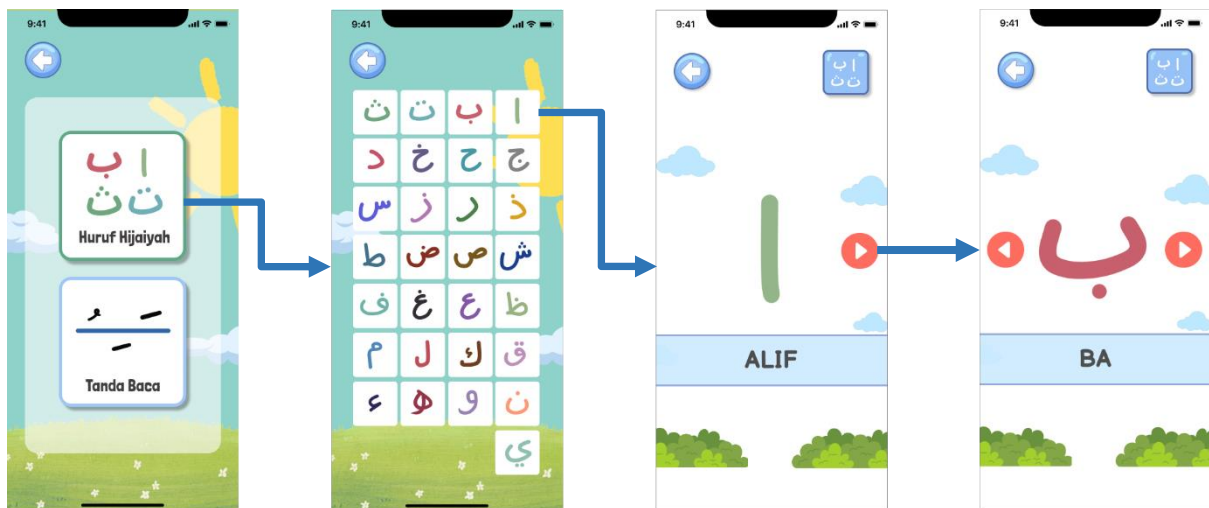 9:41
ا ب
ت ث
Huruf Hijaiyah
Tanda Baca
9:41
ا ب ت ث
ج ح خ د
ذ ر ز س
ش ص ض ط
ظ ع غ ف
ق ك ل م
ن و ه ء
ي
9:41
ا ب
ت ث
ا
ALIF
9:41
ا ب
ت ث
ب
BA